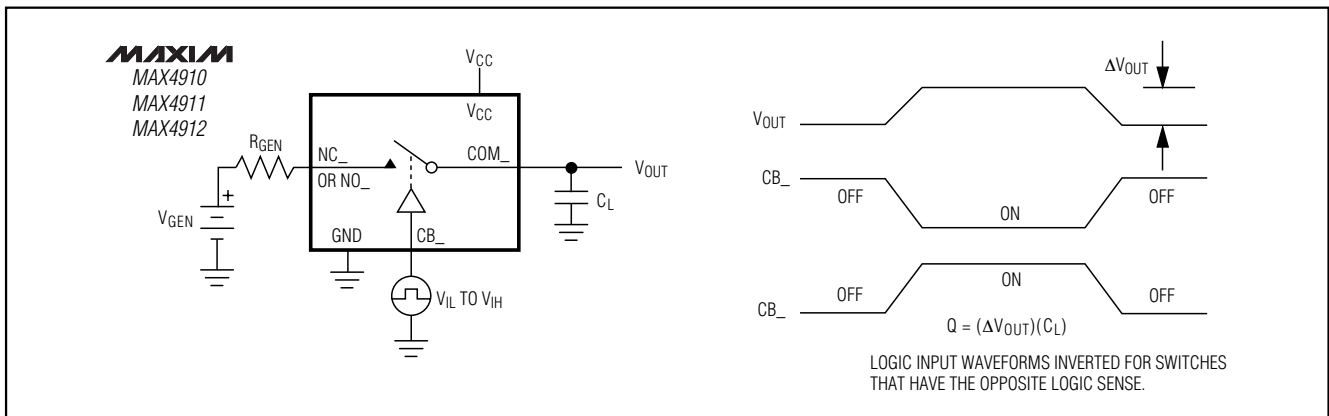 MAXIM
MAX4910
MAX4911
MAX4912
VCC
VCC
RGEN
NC_
OR NO_
COM_
VOUT
CL
VGEN
+
GND
CB_
VIL TO VIH
ΔVOUT
VOUT
CB_
OFF
ON
OFF
CB_
OFF
ON
OFF
Q = (ΔVOUT)(CL)
LOGIC INPUT WAVEFORMS INVERTED FOR SWITCHES
THAT HAVE THE OPPOSITE LOGIC SENSE.